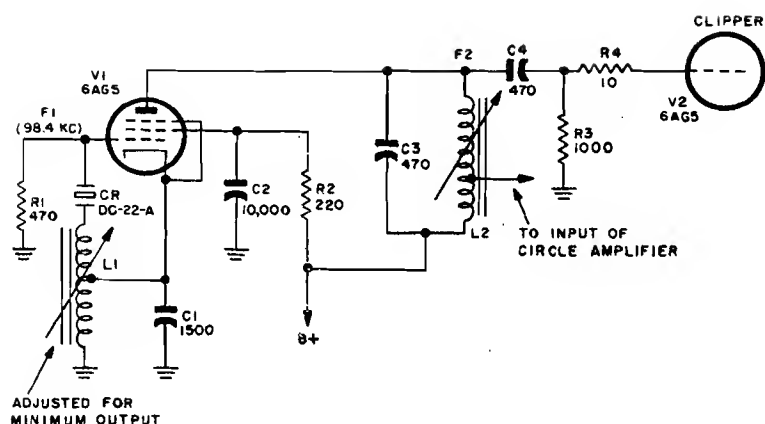 CLIPPER
V1
6AG5
F1
(98.4 KC)
R1
470
CR
DC-22-A
L1
C1
1500
C2
10,000
R2
220
B+
C3
470
F2
L2
C4
470
R4
10
R3
1000
V2
6AG5
TO INPUT OF
CIRCLE AMPLIFIER
ADJUSTED FOR
MINIMUM OUTPUT